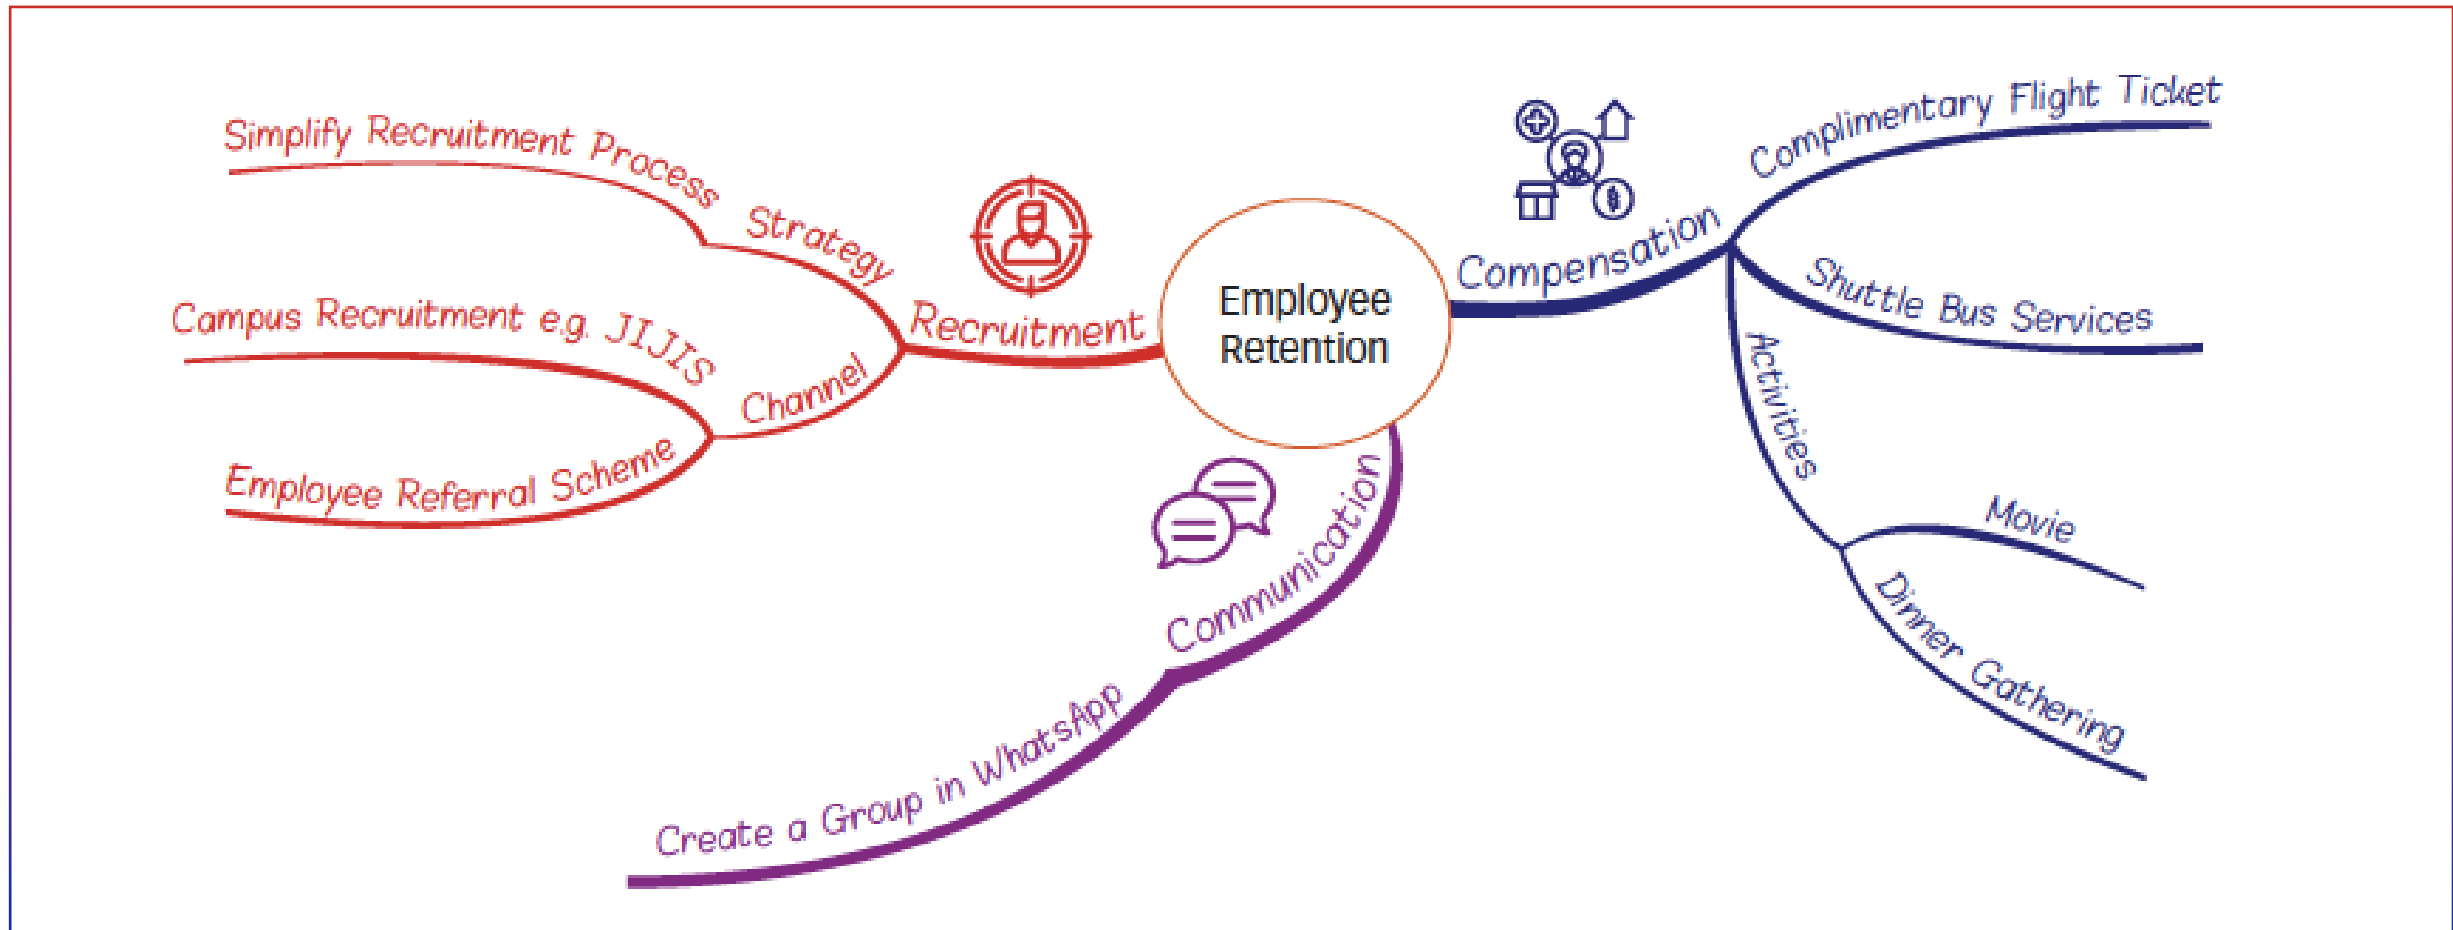 Employee
Retention
Recruitment
Strategy
Simplify Recruitment Process
Channel
Campus Recruitment e.g. JIJIS
Employee Referral Scheme
Compensation
Complimentary Flight Ticket
Shuttle Bus Services
Activities
Movie
Dinner Gathering
Communication
Create a Group in WhatsApp